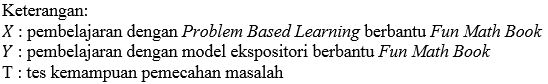 Keterangan:
X : pembelajaran dengan Problem Based Learning berbantu Fun Math Book
Y : pembelajaran dengan model ekspositori berbantu Fun Math Book
T : tes kemampuan pemecahan masalah